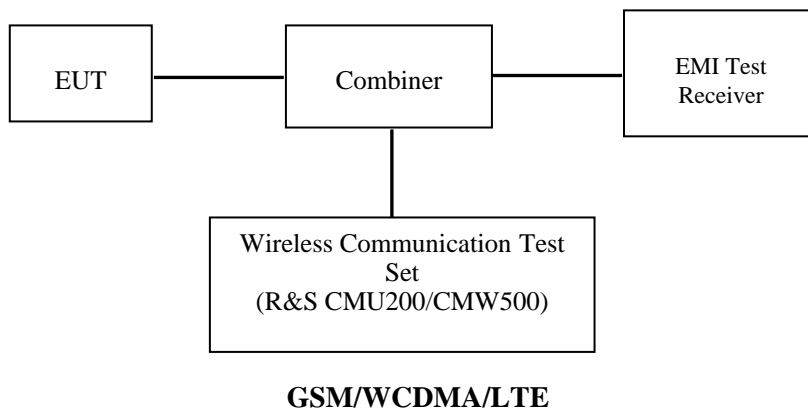 EUT
Combiner
EMI Test
Receiver
Wireless Communication Test
Set
(R&S CMU200/CMW500)
GSM/WCDMA/LTE